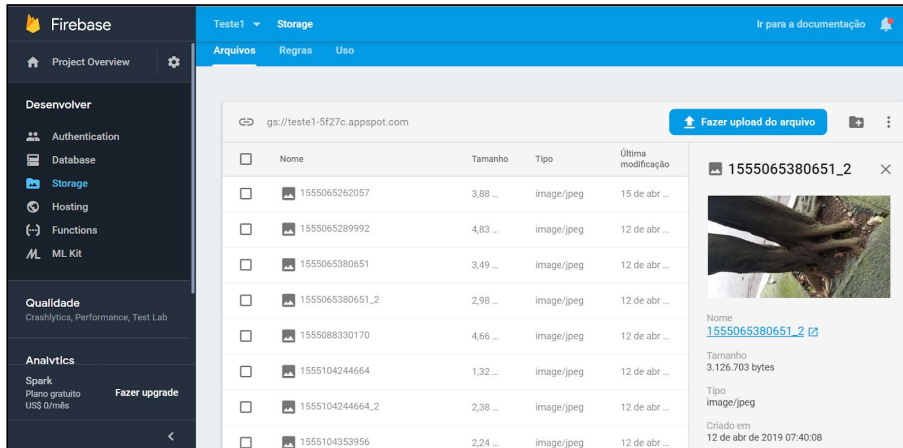 Firebase
Project Overview
Desenvolver
Authentication
Database
Storage
Hosting
Functions
ML Kit
Qualidade
Crashlytics, Performance, Test Lab
Analytics
Spark
Plano gratuito
US$ 0/mês
Fazer upgrade
Teste1 Storage Ir para a documentação
Arquivos Regras Uso
gs://teste1-5f27c.appspot.com Fazer upload do arquivo
Nome Tamanho Tipo Última modificação
1555065262057 3,88 ... image/jpeg 15 de abr ...
1555065289992 4,83 ... image/jpeg 12 de abr ...
1555065380651 3,49 ... image/jpeg 12 de abr ...
1555065380651_2 2,98 ... image/jpeg 12 de abr ...
1555088330170 4,66 ... image/jpeg 12 de abr ...
1555104244664 1,32 ... image/jpeg 12 de abr ...
1555104244664_2 2,38 ... image/jpeg 12 de abr ...
1555104353956 2,24 ... image/jpeg 12 de abr ...
1555065380651_2
Nome
1555065380651_2
Tamanho
3.126.703 bytes
Tipo
image/jpeg
Criado em
12 de abr de 2019 07:40:08